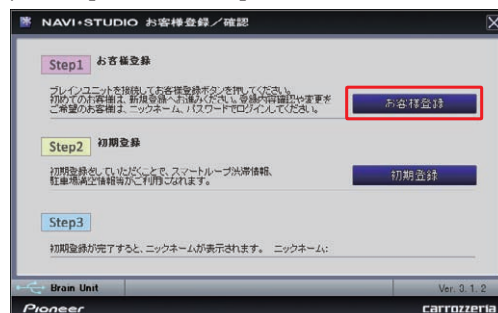 NAVI・STUDIO お客様登録／確認
Step1 お客様登録
ブレインユニットを接続してお客様登録ボタンを押してください。
初めてのお客様は、新規登録へお進みください。登録内容確認や変更を
ご希望のお客様は、ニックネーム、パスワードでログインしてください。
お客様登録
Step2 初期登録
初期登録をしていただくことで、スマートループ渋滞情報、
駐車場満空情報等がご利用になれます。
初期登録
Step3
初期登録が完了すると、ニックネームが表示されます。 ニックネーム:
Brain Unit
Ver. 3. 1. 2
Pioneer
carrozzeria